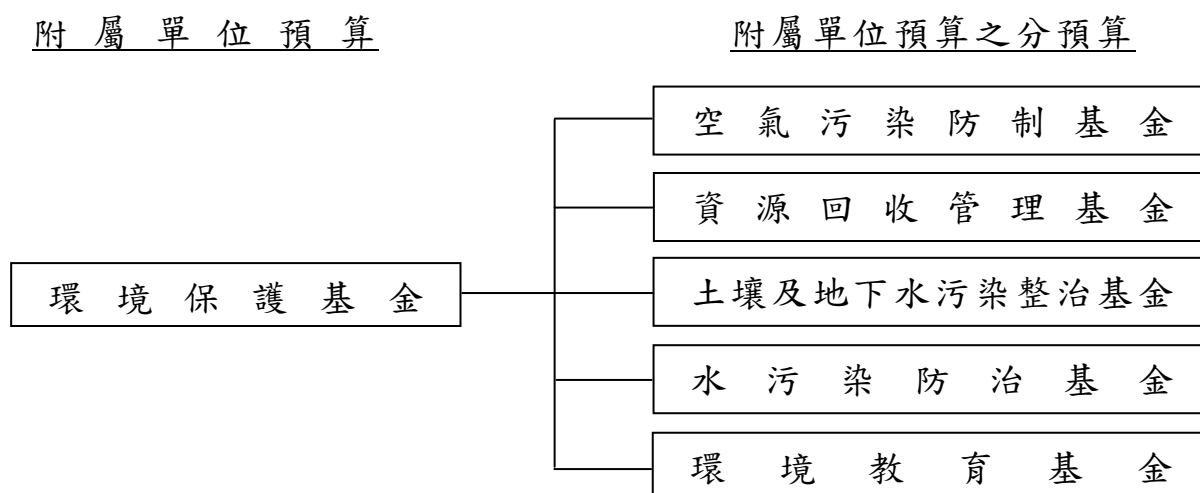 附屬單位預算
附屬單位預算之分預算
空氣污染防制基金
資源回收管理基金
環境保護基金
土壤及地下水污染整治基金
水污染防治基金
環境教育基金